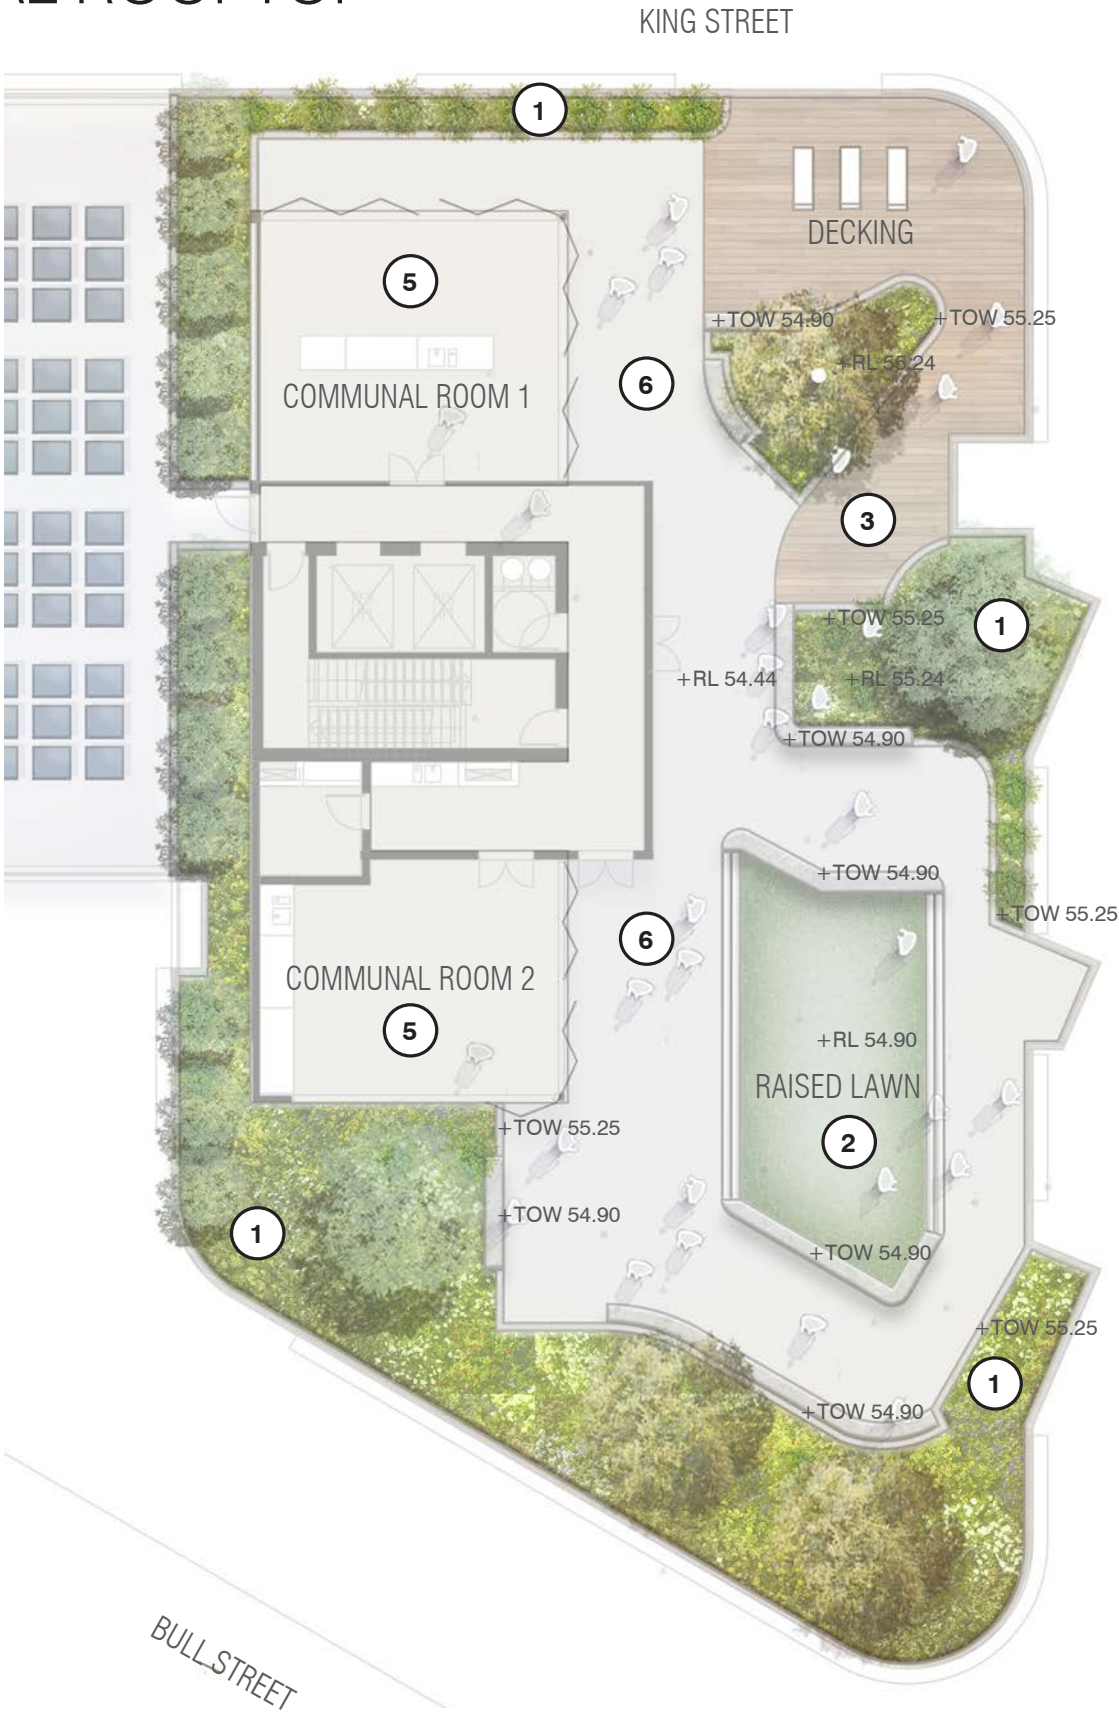 KING STREET
1
DECKING
5
+TOW 54.90
+TOW 55.25
+RL 55.24
6
COMMUNAL ROOM 1
3
+TOW 55.25
1
+RL 54.44
+RL 55.24
+TOW 54.90
+TOW 54.90
+TOW 55.25
6
COMMUNAL ROOM 2
5
+RL 54.90
RAISED LAWN
+TOW 55.25
2
+TOW 54.90
1
+TOW 54.90
+TOW 55.25
1
+TOW 54.90
BULL STREET